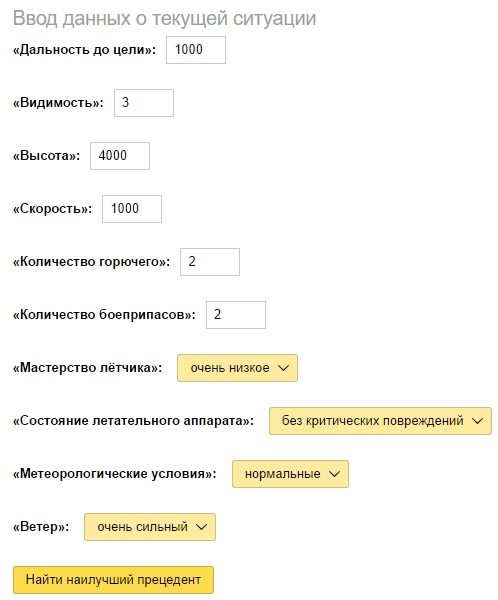 Ввод данных о текущей ситуации
«Дальность до цели»: 1000
«Видимость»: 3
«Высота»: 4000
«Скорость»: 1000
«Количество горючего»: 2
«Количество боеприпасов»: 2
«Мастерство лётчика»: очень низкое
«Состояние летательного аппарата»: без критических повреждений
«Метеорологические условия»: нормальные
«Ветер»: очень сильный
Найти наилучший прецедент